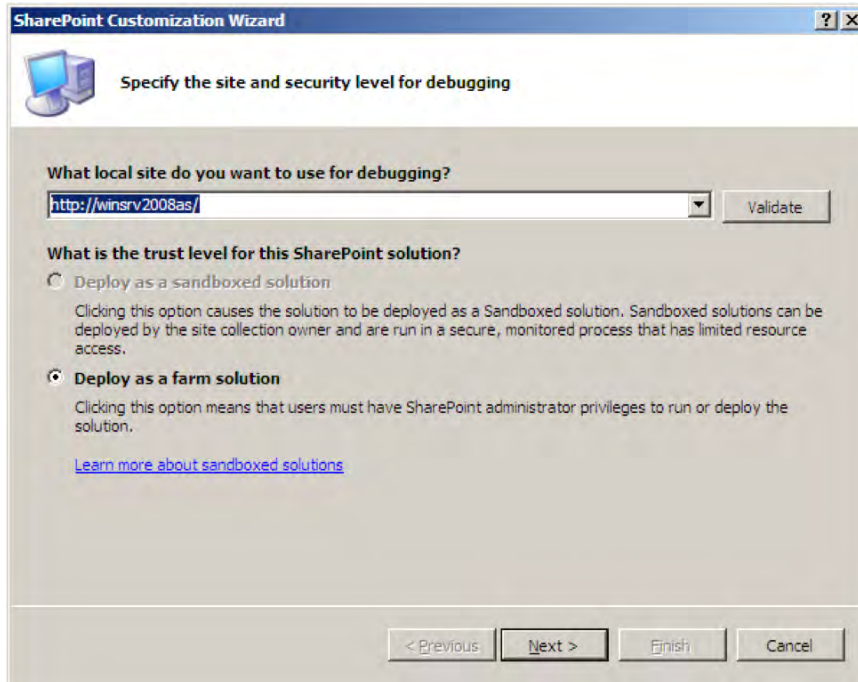 SharePoint Customization Wizard
Specify the site and security level for debugging
What local site do you want to use for debugging?
http://winsrv2008as/
Validate
What is the trust level for this SharePoint solution?
Deploy as a sandboxed solution
Clicking this option causes the solution to be deployed as a Sandboxed solution. Sandboxed solutions can be
deployed by the site collection owner and are run in a secure, monitored process that has limited resource
access.
Deploy as a farm solution
Clicking this option means that users must have SharePoint administrator privileges to run or deploy the
solution.
Learn more about sandboxed solutions
< Previous
Next >
Finish
Cancel